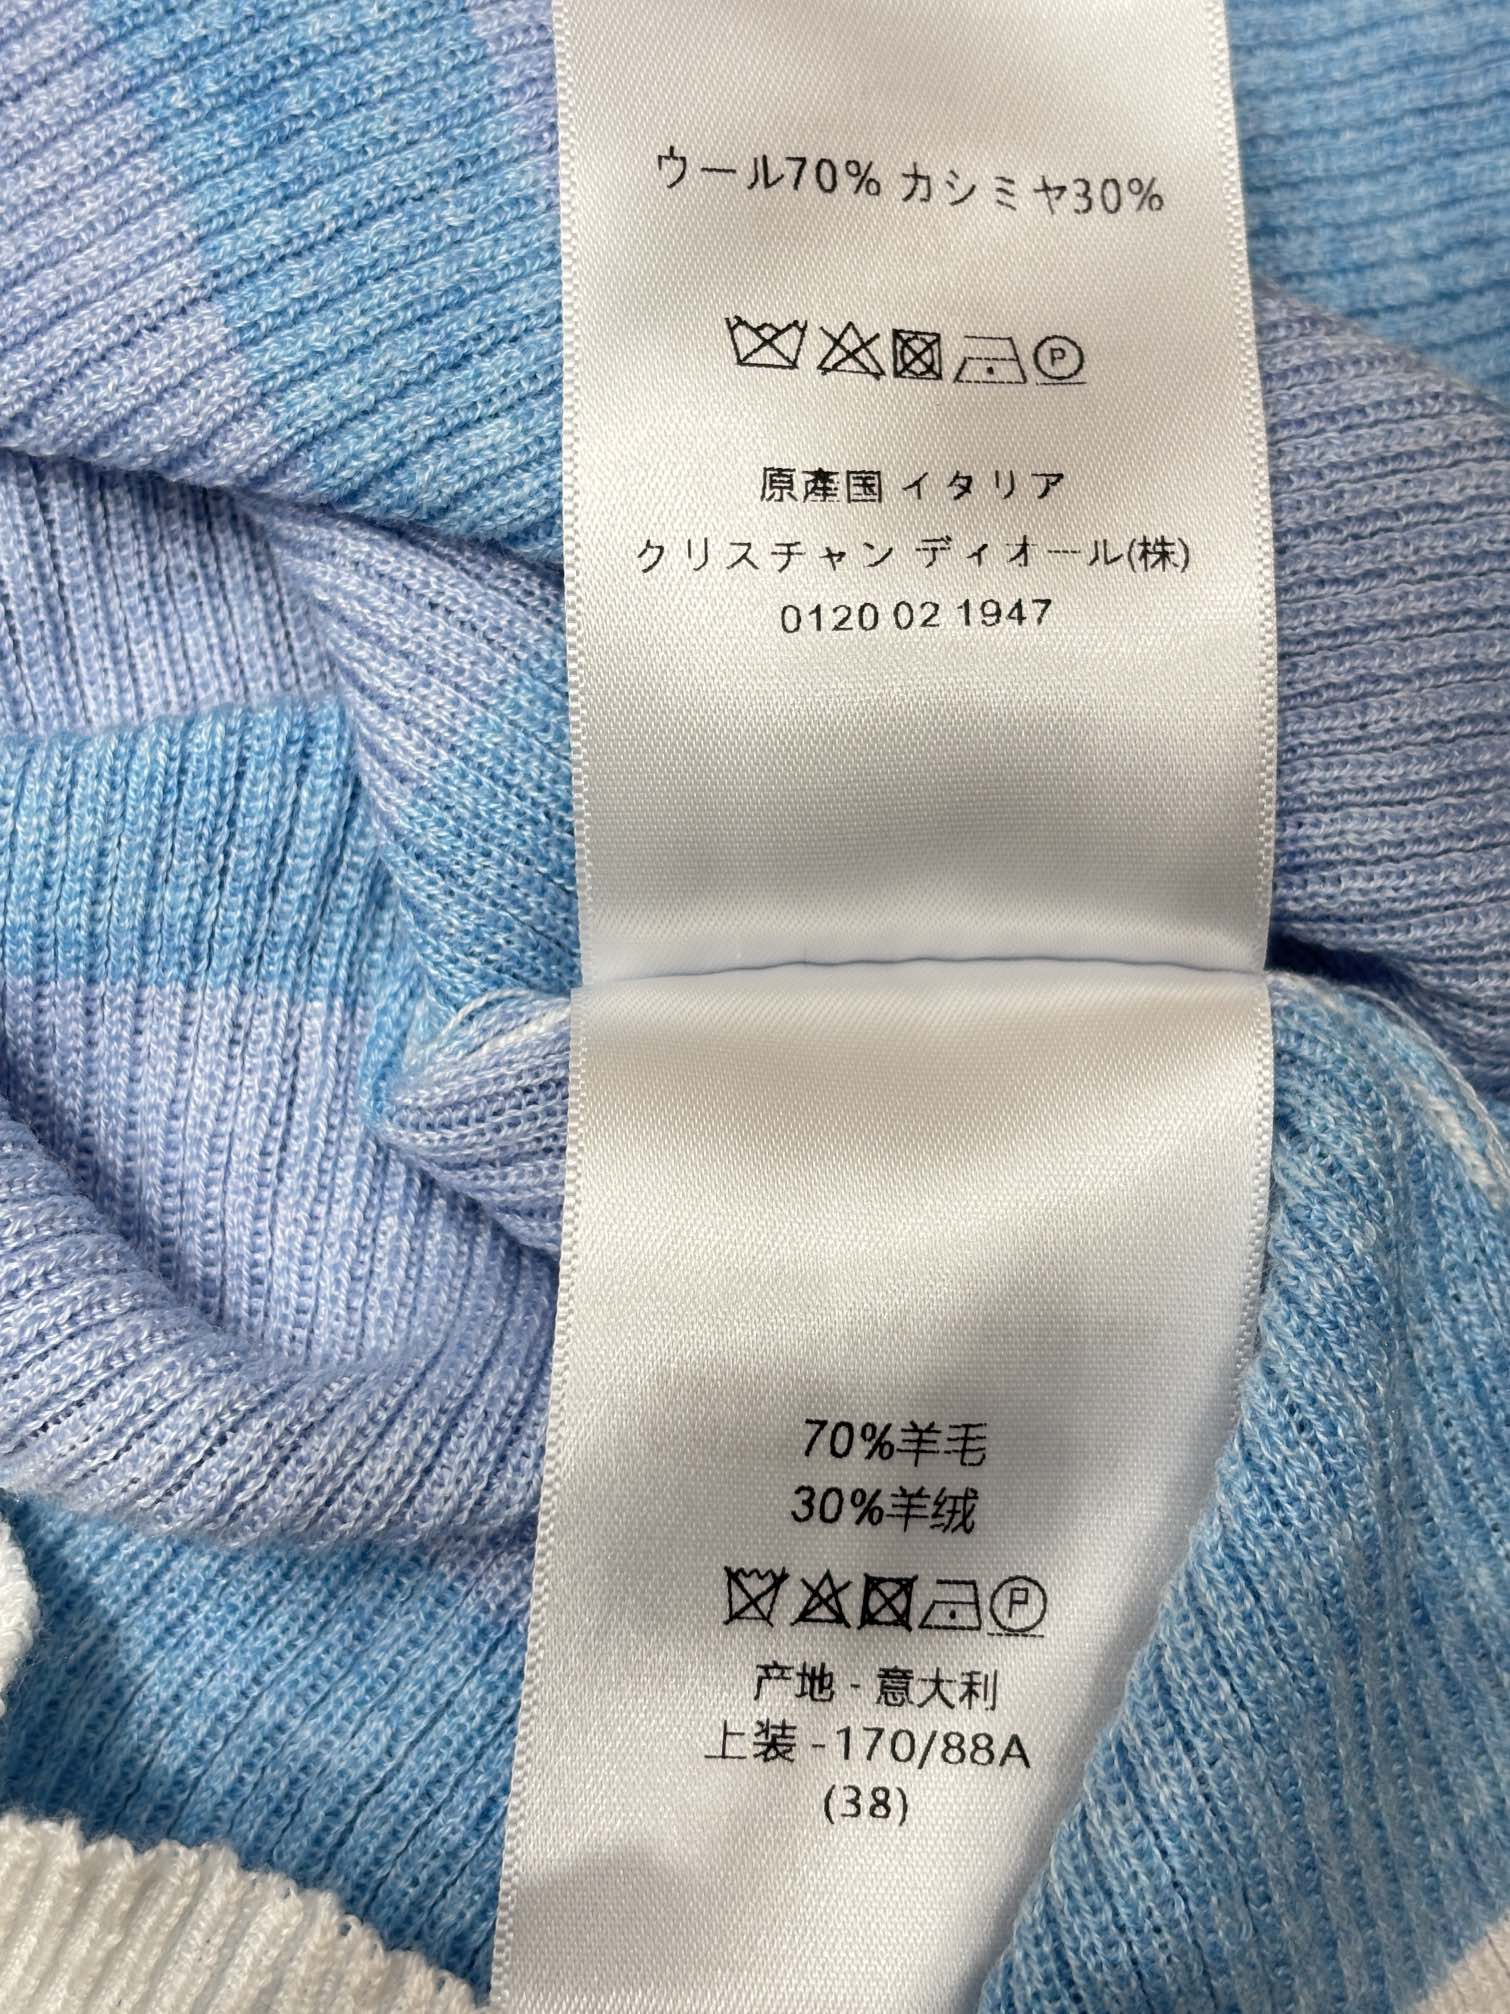 ウール70% カシミヤ30%
P
原産国 イタリア
クリスチャン ディオール(株)
0120 02 1947
70%羊毛
30%羊绒
P
产地 - 意大利
上装 -170/88A
(38)